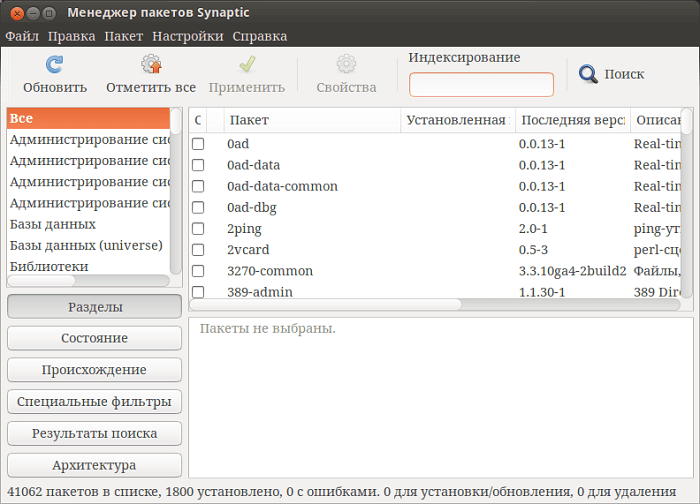 Менеджер пакетов Synaptic
Файл Правка Пакет Настройки Справка
Обновить Отметить все Применить Свойства Индексирование Поиск
Все
Администрирование сис
Администрирование сис
Администрирование сис
Администрирование сис
Базы данных
Базы данных (universe)
Библиотеки
С Пакет Установленная Последняя верс Описан
0ad 0.0.13-1 Real-tin
0ad-data 0.0.13-1 Real-tin
0ad-data-common 0.0.13-1 Real-tin
0ad-dbg 0.0.13-1 Real-tin
2ping 2.0-1 ping-ут
2vcard 0.5-3 perl-сце
3270-common 3.3.10ga4-2build2 Файлы,
389-admin 1.1.30-1 389 Dire
Разделы
Состояние
Происхождение
Специальные фильтры
Результаты поиска
Архитектура
Пакеты не выбраны.
41062 пакетов в списке, 1800 установлено, 0 с ошибками. 0 для установки/обновления, 0 для удаления